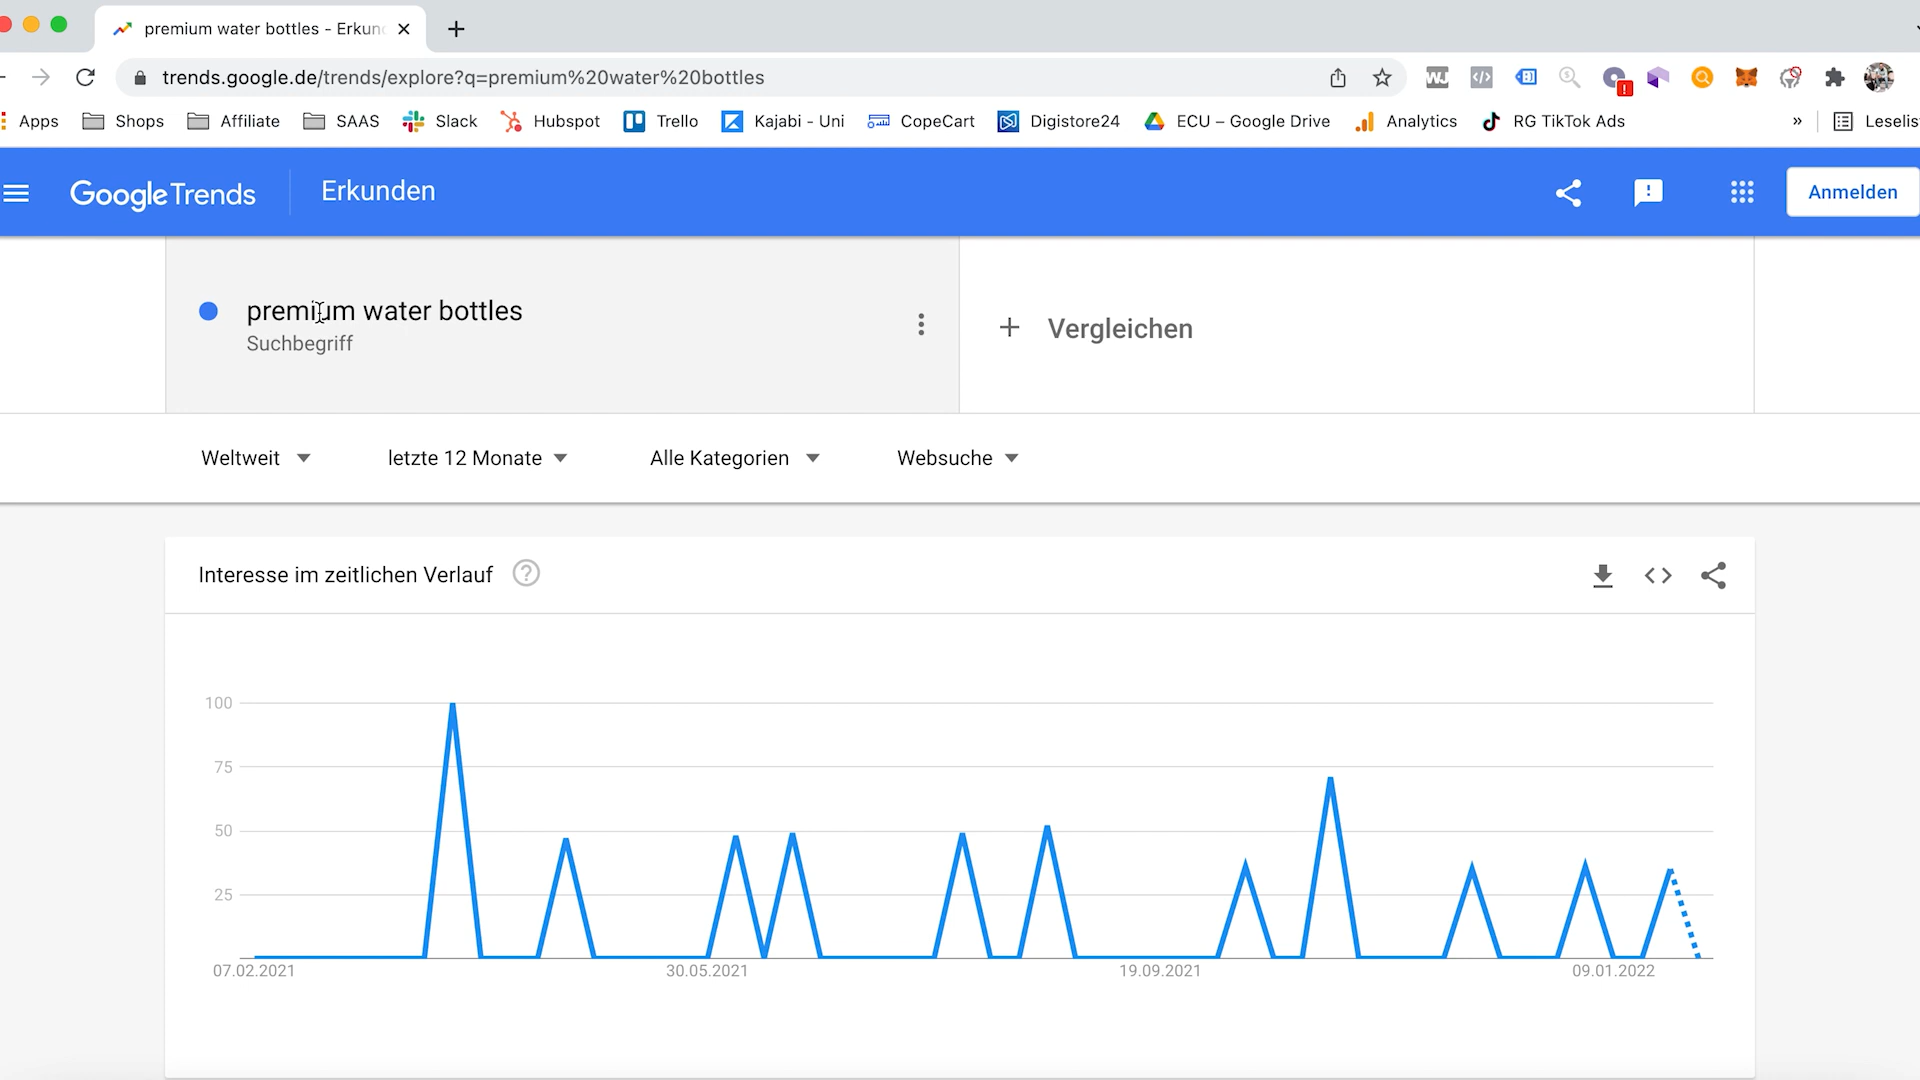 premium water bottles - Erkun
trends.google.de/trends/explore?q=premium%20water%20bottles
Apps Shops Affiliate SAAS Slack Hubspot Trello Kajabi - Uni CopeCart Digistore24 ECU – Google Drive Analytics RG TikTok Ads » Leselis
Google Trends Erkunden Anmelden
premium water bottles
Suchbegriff
+ Vergleichen
Weltweit letzte 12 Monate Alle Kategorien Websuche
Interesse im zeitlichen Verlauf
100
75
50
25
07.02.2021 30.05.2021 19.09.2021 09.01.2022